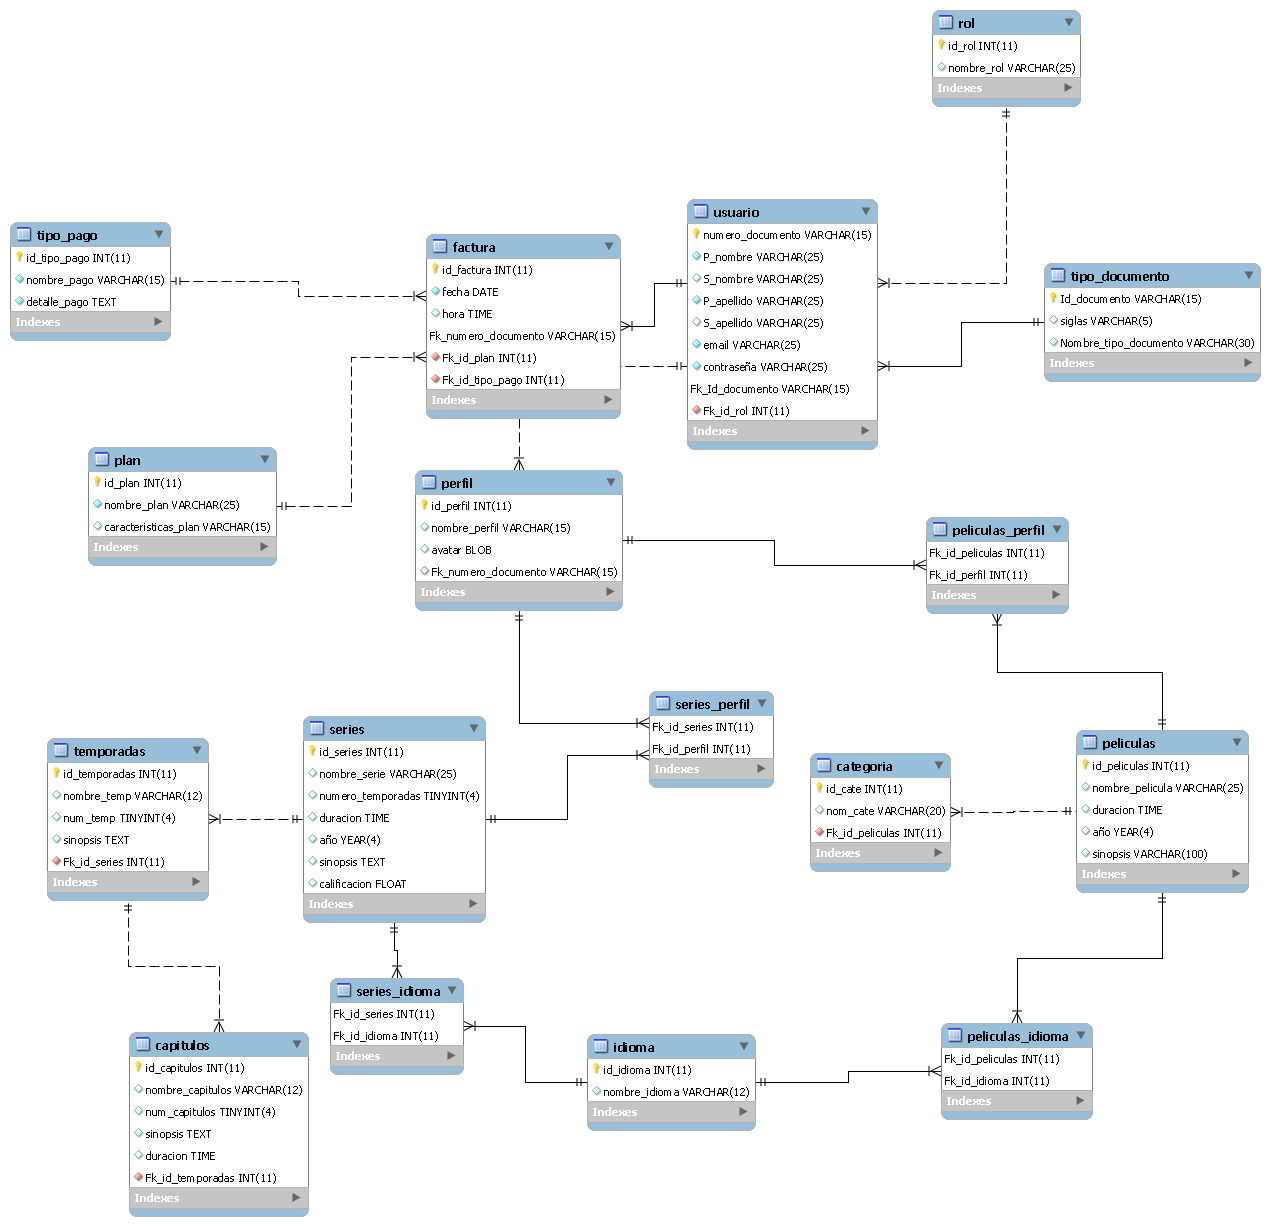 rol
id_rol INT(11)
nombre_rol VARCHAR(25)
Indexes
usuario
numero_documento VARCHAR(15)
P_nombre VARCHAR(25)
S_nombre VARCHAR(25)
P_apellido VARCHAR(25)
S_apellido VARCHAR(25)
email VARCHAR(25)
contraseña VARCHAR(25)
Fk_Id_documento VARCHAR(15)
Fk_id_rol INT(11)
Indexes
tipo_pago
id_tipo_pago INT(11)
nombre_pago VARCHAR(15)
detalle_pago TEXT
Indexes
factura
id_factura INT(11)
fecha DATE
hora TIME
Fk_numero_documento VARCHAR(15)
Fk_id_plan INT(11)
Fk_id_tipo_pago INT(11)
Indexes
tipo_documento
Id_documento VARCHAR(15)
siglas VARCHAR(5)
Nombre_tipo_documento VARCHAR(30)
Indexes
plan
id_plan INT(11)
nombre_plan VARCHAR(25)
caracteristicas_plan VARCHAR(15)
Indexes
perfil
id_perfil INT(11)
nombre_perfil VARCHAR(15)
avatar BLOB
Fk_numero_documento VARCHAR(15)
Indexes
peliculas_perfil
Fk_id_peliculas INT(11)
Fk_id_perfil INT(11)
Indexes
series_perfil
Fk_id_series INT(11)
Fk_id_perfil INT(11)
Indexes
series
id_series INT(11)
nombre_serie VARCHAR(25)
numero_temporadas TINYINT(4)
duracion TIME
año YEAR(4)
sinopsis TEXT
calificacion FLOAT
Indexes
temporadas
id_temporadas INT(11)
nombre_temp VARCHAR(12)
num_temp TINYINT(4)
sinopsis TEXT
Fk_id_series INT(11)
Indexes
categoria
id_cate INT(11)
nom_cate VARCHAR(20)
Fk_id_peliculas INT(11)
Indexes
peliculas
id_peliculas INT(11)
nombre_pelicula VARCHAR(25)
duracion TIME
año YEAR(4)
sinopsis VARCHAR(100)
Indexes
series_idioma
Fk_id_series INT(11)
Fk_id_idioma INT(11)
Indexes
capitulos
id_capitulos INT(11)
nombre_capitulos VARCHAR(12)
num_capitulos TINYINT(4)
sinopsis TEXT
duracion TIME
Fk_id_temporadas INT(11)
Indexes
idioma
id_idioma INT(11)
nombre_idioma VARCHAR(12)
Indexes
peliculas_idioma
Fk_id_peliculas INT(11)
Fk_id_idioma INT(11)
Indexes